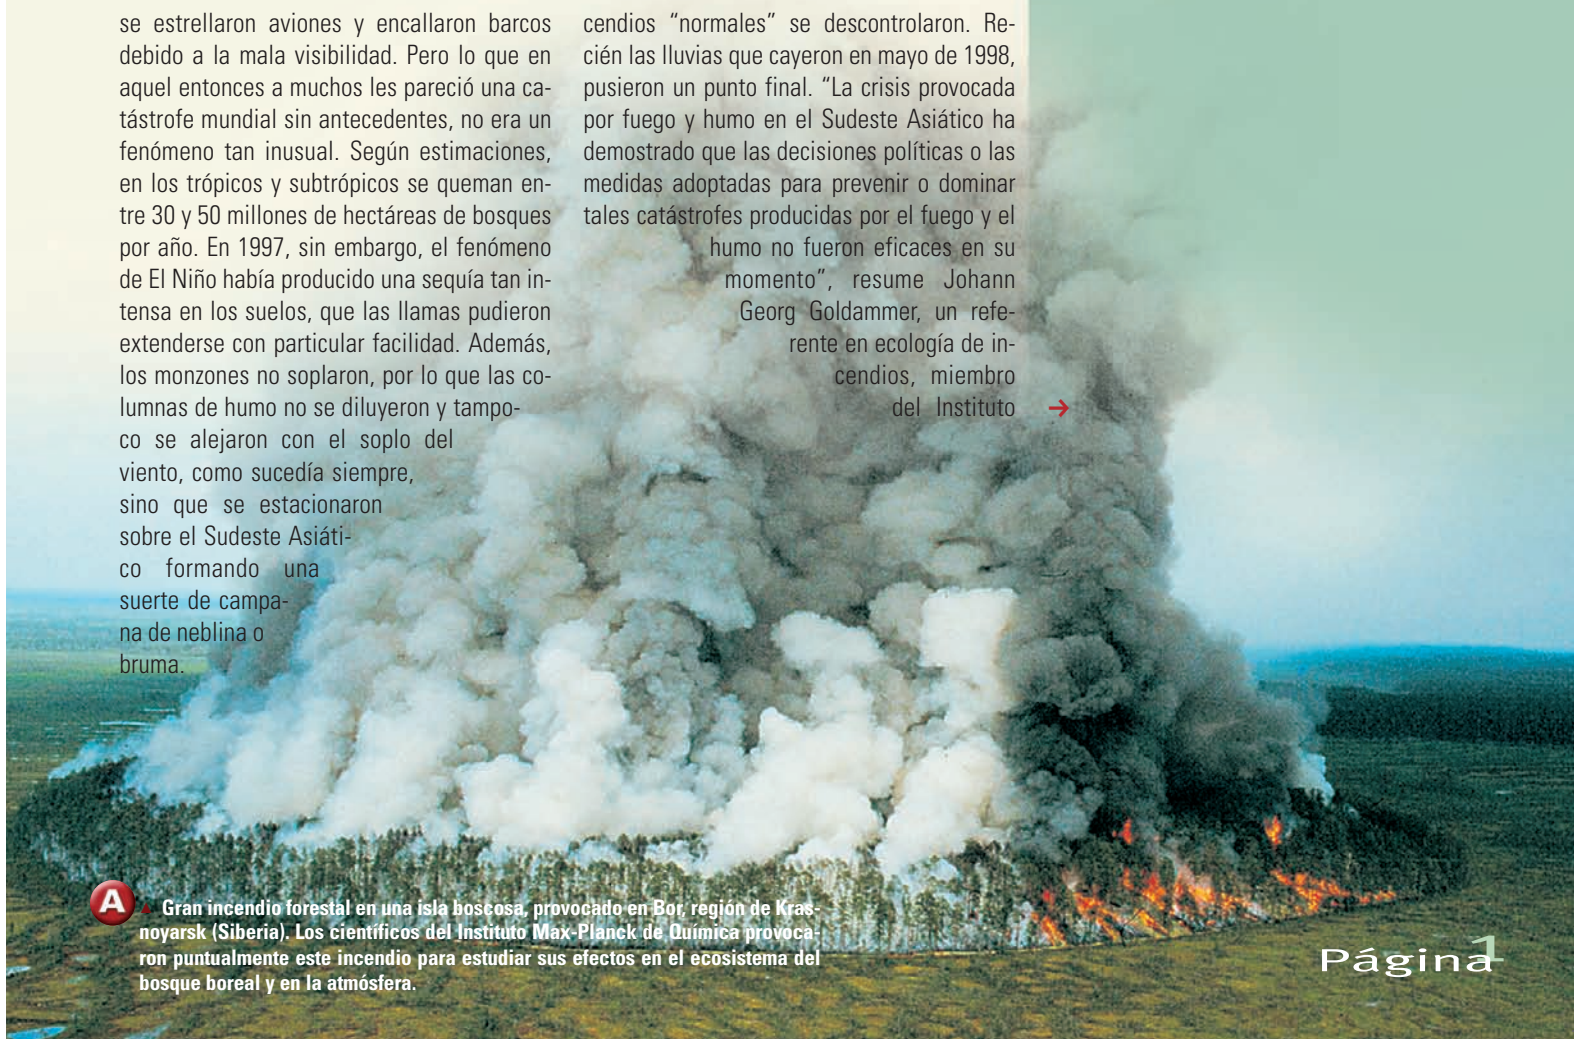 se estrellaron aviones y encallaron barcos
debido a la mala visibilidad. Pero lo que en
aquel entonces a muchos les pareció una ca-
tástrofe mundial sin antecedentes, no era un
fenómeno tan inusual. Según estimaciones,
en los trópicos y subtrópicos se queman en-
tre 30 y 50 millones de hectáreas de bosques
por año. En 1997, sin embargo, el fenómeno
de El Niño había producido una sequía tan in-
tensa en los suelos, que las llamas pudieron
extenderse con particular facilidad. Además,
los monzones no soplaron, por lo que las co-
lumnas de humo no se diluyeron y tampo-
co se alejaron con el soplo del
viento, como sucedía siempre,
sino que se estacionaron
sobre el Sudeste Asiáti-
co formando una
suerte de campa-
na de neblina o
bruma.
cendios “normales” se descontrolaron. Re-
cién las lluvias que cayeron en mayo de 1998,
pusieron un punto final. “La crisis provocada
por fuego y humo en el Sudeste Asiático ha
demostrado que las decisiones políticas o las
medidas adoptadas para prevenir o dominar
tales catástrofes producidas por el fuego y el
humo no fueron eficaces en su
momento”, resume Johann
Georg Goldammer, un refe-
rente en ecología de in-
cendios, miembro
del Instituto →
A
▲ Gran incendio forestal en una isla boscosa, provocado en Bor, región de Kras-
noyarsk (Siberia). Los científicos del Instituto Max-Planck de Química provoca-
ron puntualmente este incendio para estudiar sus efectos en el ecosistema del
bosque boreal y en la atmósfera.
Página 1